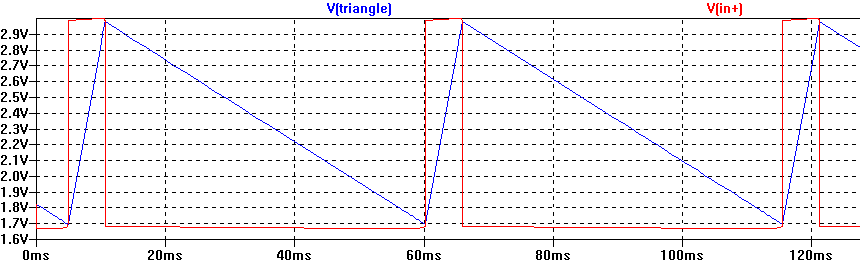 V(triangle) V(in+)
2.9V
2.8V
2.7V
2.6V
2.5V
2.4V
2.3V
2.2V
2.1V
2.0V
1.9V
1.8V
1.7V
1.6V
0ms 20ms 40ms 60ms 80ms 100ms 120ms